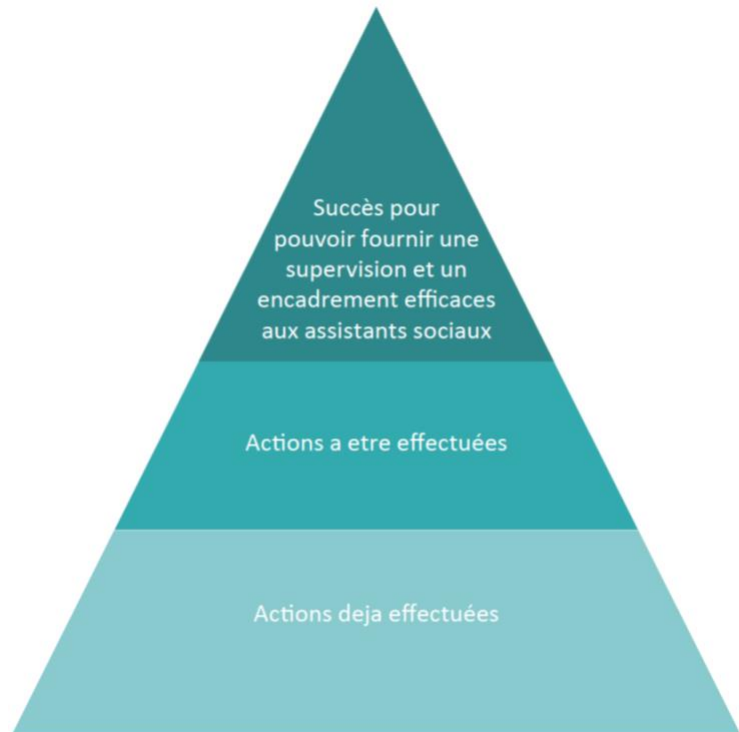 Succès pour
pouvoir fournir une
supervision et un
encadrement efficaces
aux assistants sociaux
Actions a etre effectuées
Actions deja effectuées